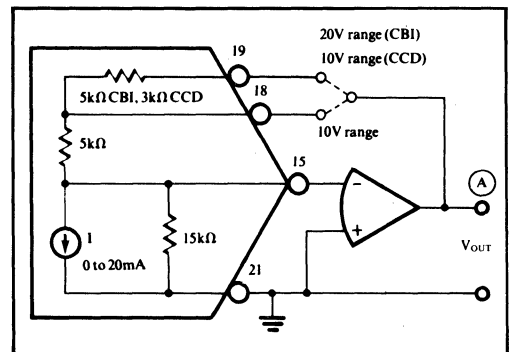 20V range (CBI)
10V range (CCD)
19
5kΩ CBI, 3kΩ CCD
18
10V range
5kΩ
15
−
A
I
15kΩ
+
VOUT
0 to 20mA
21